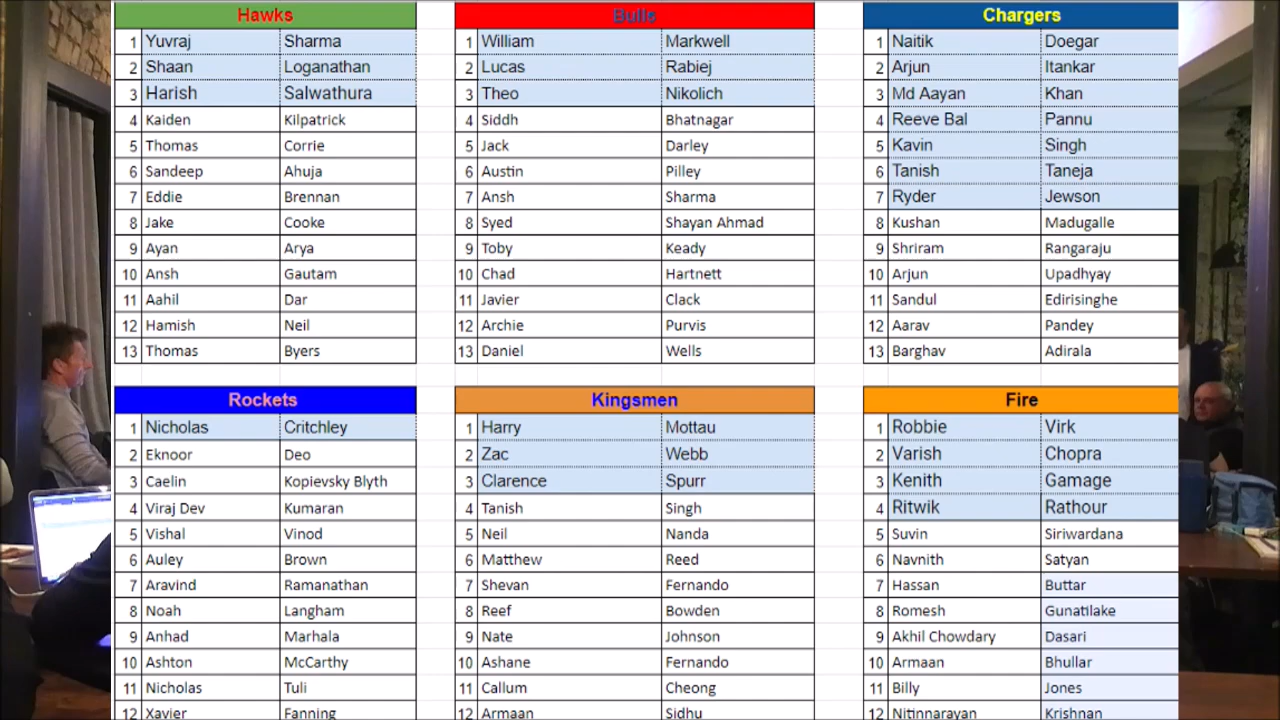 Hawks
1 Yuvraj Sharma
2 Shaan Loganathan
3 Harish Salwathura
4 Kaiden Kilpatrick
5 Thomas Corrie
6 Sandeep Ahuja
7 Eddie Brennan
8 Jake Cooke
9 Ayan Arya
10 Ansh Gautam
11 Aahil Dar
12 Hamish Neil
13 Thomas Byers
Bulls
1 William Markwell
2 Lucas Rabiej
3 Theo Nikolich
4 Siddh Bhatnagar
5 Jack Darley
6 Austin Pilley
7 Ansh Sharma
8 Syed Shayan Ahmad
9 Toby Keady
10 Chad Hartnett
11 Javier Clack
12 Archie Purvis
13 Daniel Wells
Chargers
1 Naitik Doegar
2 Arjun Itankar
3 Md Aayan Khan
4 Reeve Bal Pannu
5 Kavin Singh
6 Tanish Taneja
7 Ryder Jewson
8 Kushan Madugalle
9 Shriram Rangaraju
10 Arjun Upadhyay
11 Sandul Edirisinghe
12 Aarav Pandey
13 Barghav Adirala
Rockets
1 Nicholas Critchley
2 Eknoor Deo
3 Caelin Kopievsky Blyth
4 Viraj Dev Kumaran
5 Vishal Vinod
6 Auley Brown
7 Aravind Ramanathan
8 Noah Langham
9 Anhad Marhala
10 Ashton McCarthy
11 Nicholas Tuli
12 Xavier Fanning
Kingsmen
1 Harry Mottau
2 Zac Webb
3 Clarence Spurr
4 Tanish Singh
5 Neil Nanda
6 Matthew Reed
7 Shevan Fernando
8 Reef Bowden
9 Nate Johnson
10 Ashane Fernando
11 Callum Cheong
12 Armaan Sidhu
Fire
1 Robbie Virk
2 Varish Chopra
3 Kenith Gamage
4 Ritwik Rathour
5 Suvin Siriwardana
6 Navnith Satyan
7 Hassan Buttar
8 Romesh Gunatilake
9 Akhil Chowdary Dasari
10 Armaan Bhullar
11 Billy Jones
12 Nitinnarayan Krishnan